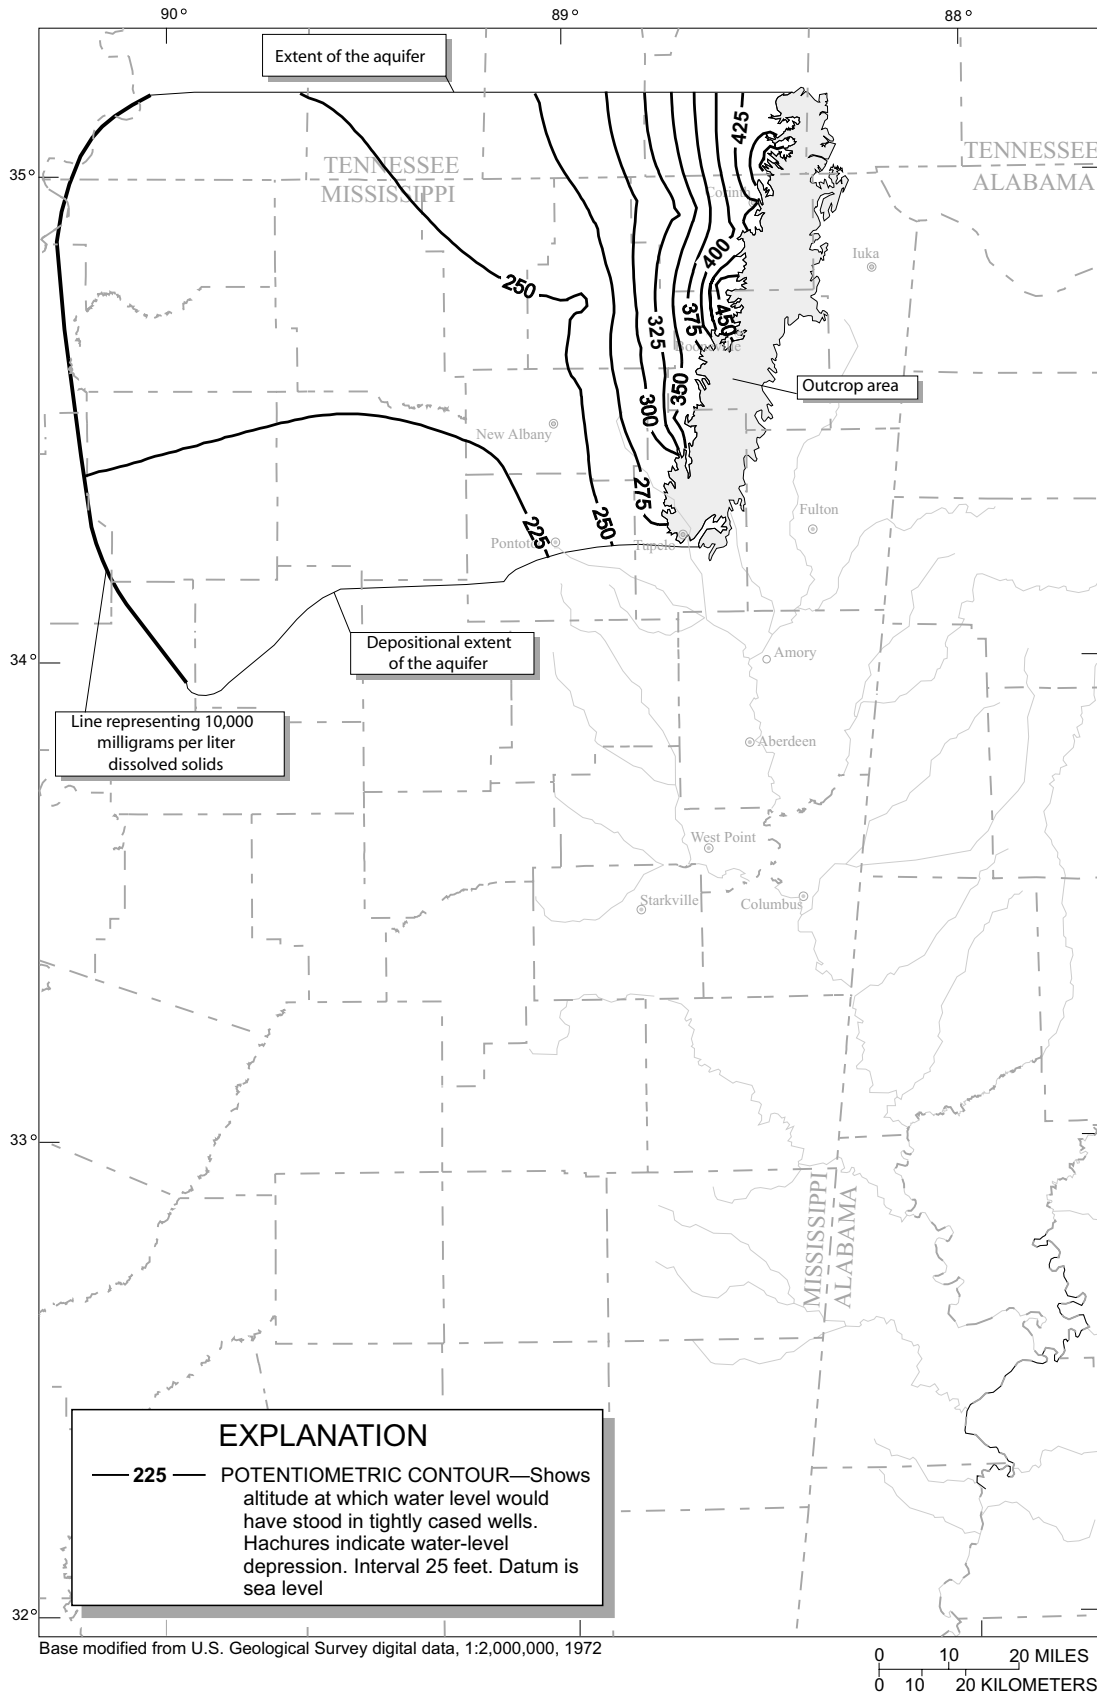 90°
89°
88°
Extent of the aquifer
425
TENNESSEE
MISSISSIPPI
TENNESSEE
ALABAMA
35°
Corinth
400
Iuka
250
450
375
325
Booneville
350
Outcrop area
300
New Albany
275
250
225
Fulton
Pontotoc
Tupelo
Depositional extent
of the aquifer
34°
Amory
Line representing 10,000
milligrams per liter
dissolved solids
Aberdeen
West Point
Starkville
Columbus
33°
MISSISSIPPI
ALABAMA
EXPLANATION
225 POTENTIOMETRIC CONTOUR—Shows
altitude at which water level would
have stood in tightly cased wells.
Hachures indicate water-level
depression. Interval 25 feet. Datum is
sea level
32°
Base modified from U.S. Geological Survey digital data, 1:2,000,000, 1972
0 10 20 MILES
0 10 20 KILOMETERS